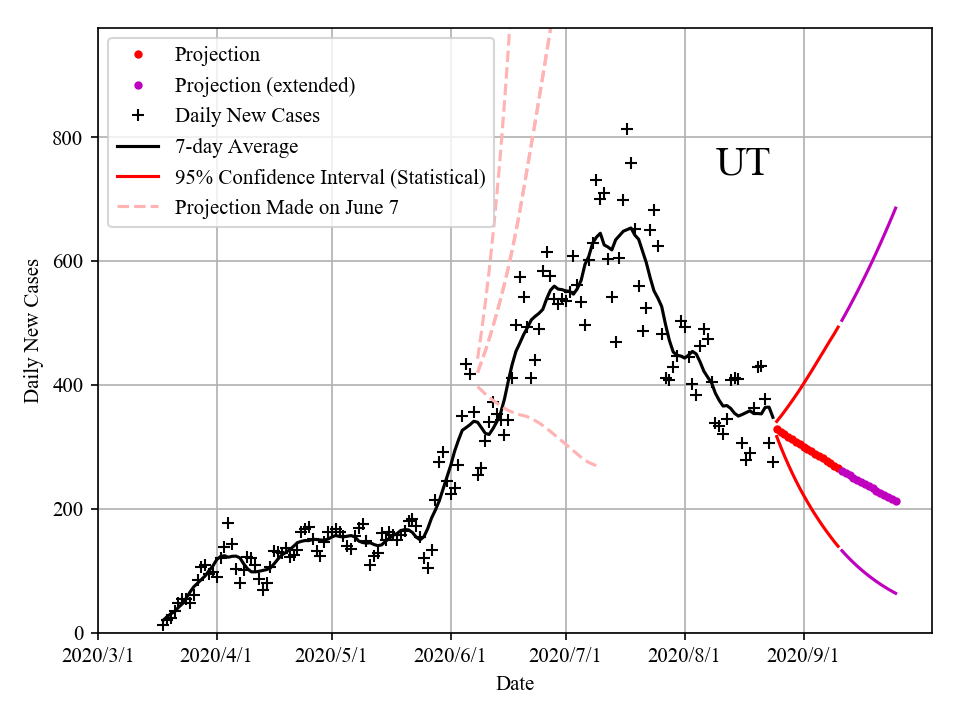 Projection
Projection (extended)
Daily New Cases
7-day Average
95% Confidence Interval (Statistical)
Projection Made on June 7
UT
800
600
400
200
0
Daily New Cases
2020/3/1 2020/4/1 2020/5/1 2020/6/1 2020/7/1 2020/8/1 2020/9/1
Date